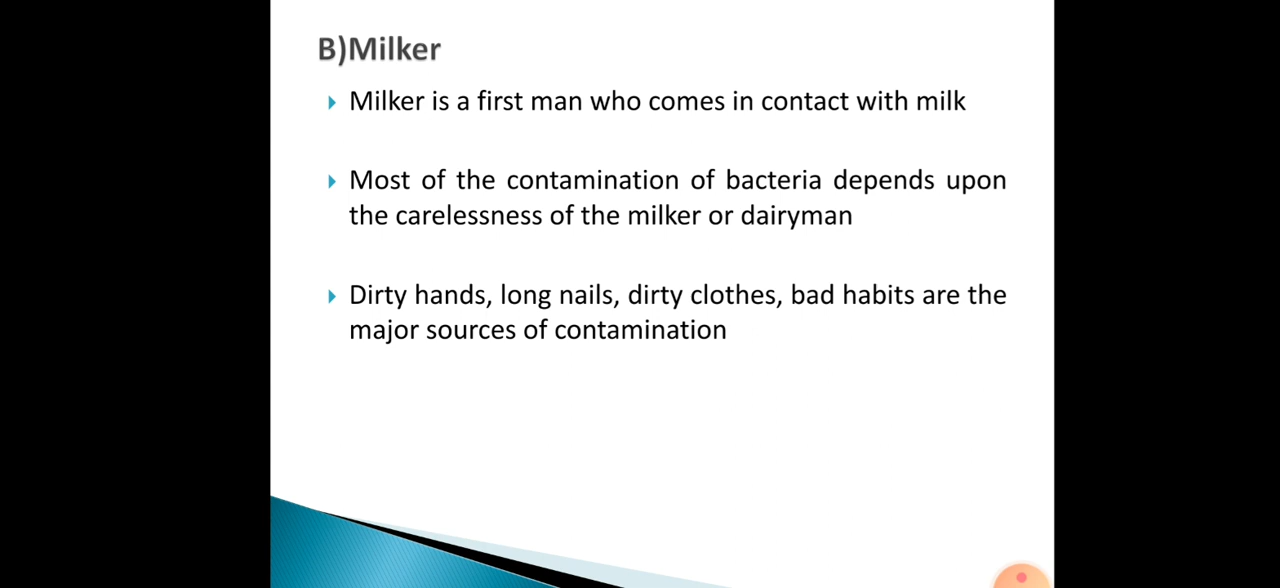 B)Milker
Milker is a first man who comes in contact with milk
Most of the contamination of bacteria depends upon
the carelessness of the milker or dairyman
Dirty hands, long nails, dirty clothes, bad habits are the
major sources of contamination